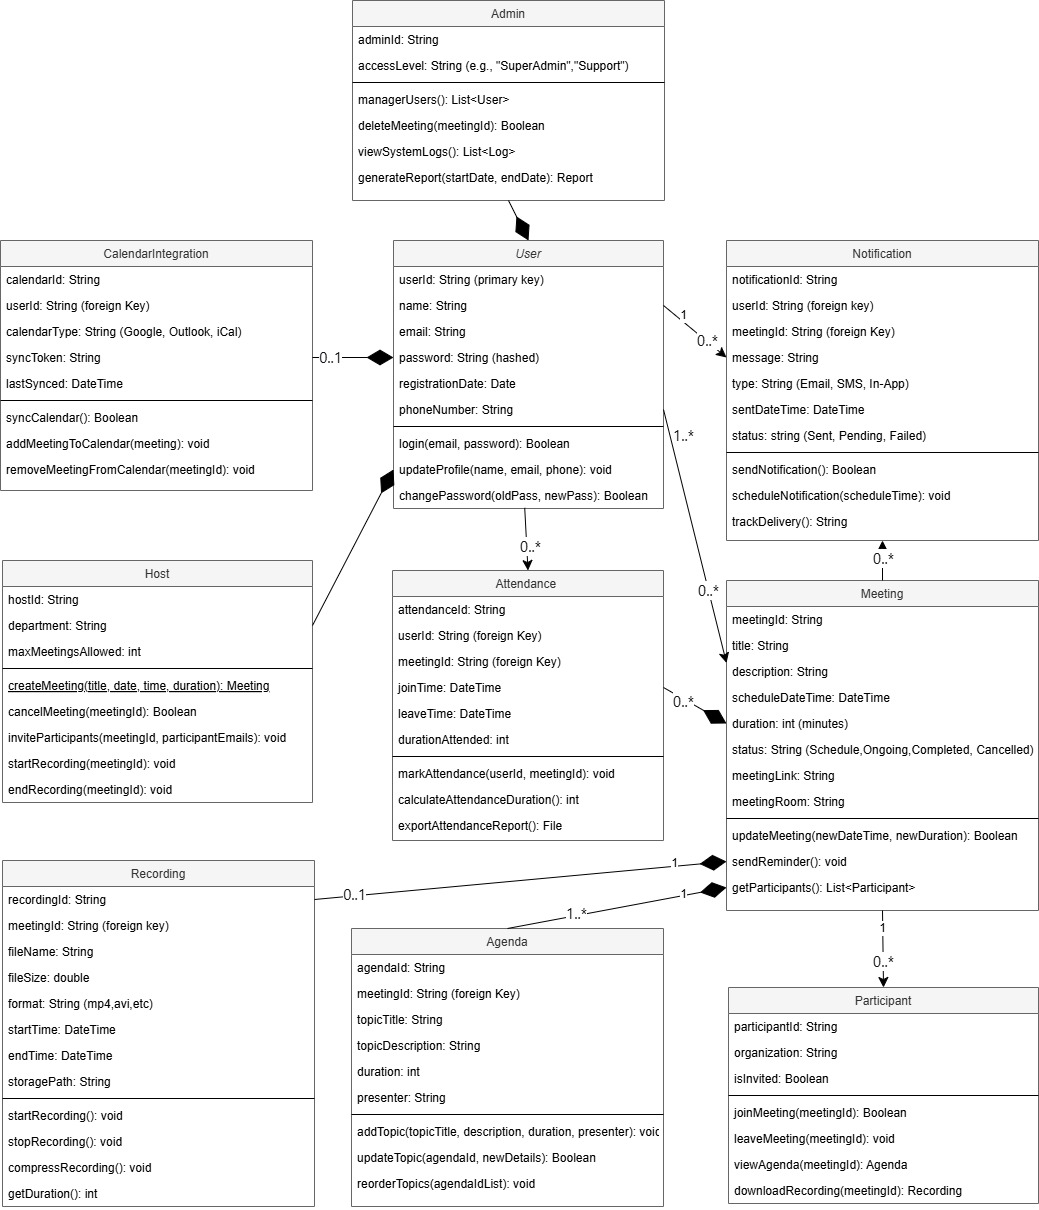 Admin
adminId: String
accessLevel: String (e.g., "SuperAdmin","Support")
managerUsers(): List<User>
deleteMeeting(meetingId): Boolean
viewSystemLogs(): List<Log>
generateReport(startDate, endDate): Report
CalendarIntegration
calendarId: String
userId: String (foreign Key)
calendarType: String (Google, Outlook, iCal)
syncToken: String
lastSynced: DateTime
syncCalendar(): Boolean
addMeetingToCalendar(meeting): void
removeMeetingFromCalendar(meetingId): void
0..1
User
userId: String (primary key)
name: String
email: String
password: String (hashed)
registrationDate: Date
phoneNumber: String
login(email, password): Boolean
updateProfile(name, email, phone): void
changePassword(oldPass, newPass): Boolean
1
0..*
1..*
0..*
0..*
Notification
notificationId: String
userId: String (foreign key)
meetingId: String (foreign Key)
message: String
type: String (Email, SMS, In-App)
sentDateTime: DateTime
status: string (Sent, Pending, Failed)
sendNotification(): Boolean
scheduleNotification(scheduleTime): void
trackDelivery(): String
0..*
Host
hostId: String
department: String
maxMeetingsAllowed: int
createMeeting(title, date, time, duration): Meeting
cancelMeeting(meetingId): Boolean
inviteParticipants(meetingId, participantEmails): void
startRecording(meetingId): void
endRecording(meetingId): void
Attendance
attendanceId: String
userId: String (foreign Key)
meetingId: String (foreign Key)
joinTime: DateTime
leaveTime: DateTime
durationAttended: int
markAttendance(userId, meetingId): void
calculateAttendanceDuration(): int
exportAttendanceReport(): File
0..*
Meeting
meetingId: String
title: String
description: String
scheduleDateTime: DateTime
duration: int (minutes)
status: String (Schedule,Ongoing,Completed, Cancelled)
meetingLink: String
meetingRoom: String
updateMeeting(newDateTime, newDuration): Boolean
sendReminder(): void
getParticipants(): List<Participant>
1
0..1
1
1..*
1
0..*
Recording
recordingId: String
meetingId: String (foreign key)
fileName: String
fileSize: double
format: String (mp4,avi,etc)
startTime: DateTime
endTime: DateTime
storagePath: String
startRecording(): void
stopRecording(): void
compressRecording(): void
getDuration(): int
Agenda
agendaId: String
meetingId: String (foreign Key)
topicTitle: String
topicDescription: String
duration: int
presenter: String
addTopic(topicTitle, description, duration, presenter): voic
updateTopic(agendaId, newDetails): Boolean
reorderTopics(agendaIdList): void
Participant
participantId: String
organization: String
isInvited: Boolean
joinMeeting(meetingId): Boolean
leaveMeeting(meetingId): void
viewAgenda(meetingId): Agenda
downloadRecording(meetingId): Recording